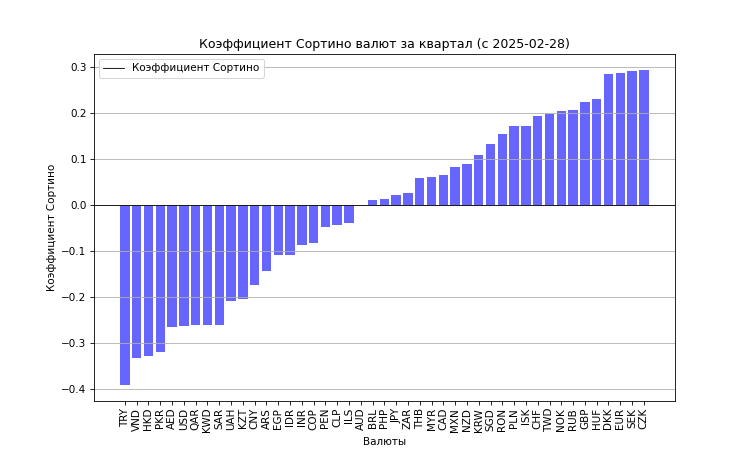 Коэффициент Сортино валют за квартал (с 2025-02-28)
Коэффициент Сортино
Коэффициент Сортино
0.3
0.2
0.1
0.0
−0.1
−0.2
−0.3
−0.4
TRY
VND
HKD
PKR
AED
USD
QAR
KWD
SAR
UAH
KZT
CNY
ARS
EGP
IDR
INR
COP
PEN
CLP
ILS
AUD
BRL
PHP
JPY
ZAR
THB
MYR
CAD
MXN
NZD
KRW
SGD
RON
PLN
ISK
CHF
TWD
NOK
RUB
GBP
HUF
DKK
EUR
SEK
CZK
Валюты